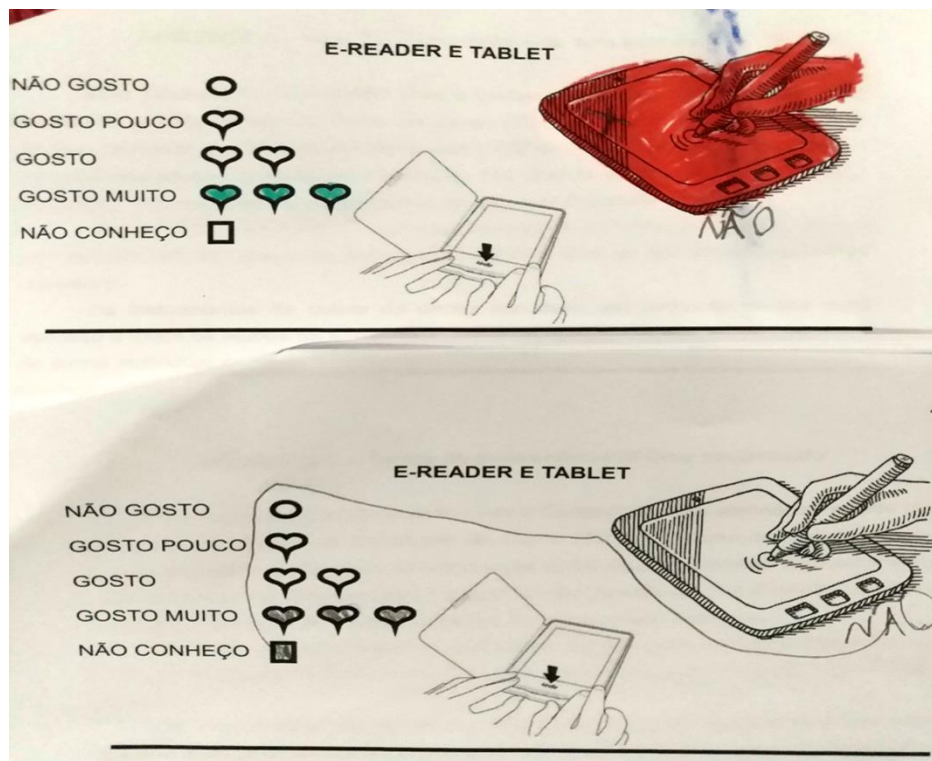 E-READER E TABLET
NÃO GOSTO
GOSTO POUCO
GOSTO
GOSTO MUITO
NÃO CONHEÇO
NÃO
E-READER E TABLET
NÃO GOSTO
GOSTO POUCO
GOSTO
GOSTO MUITO
NÃO CONHEÇO
NÃO